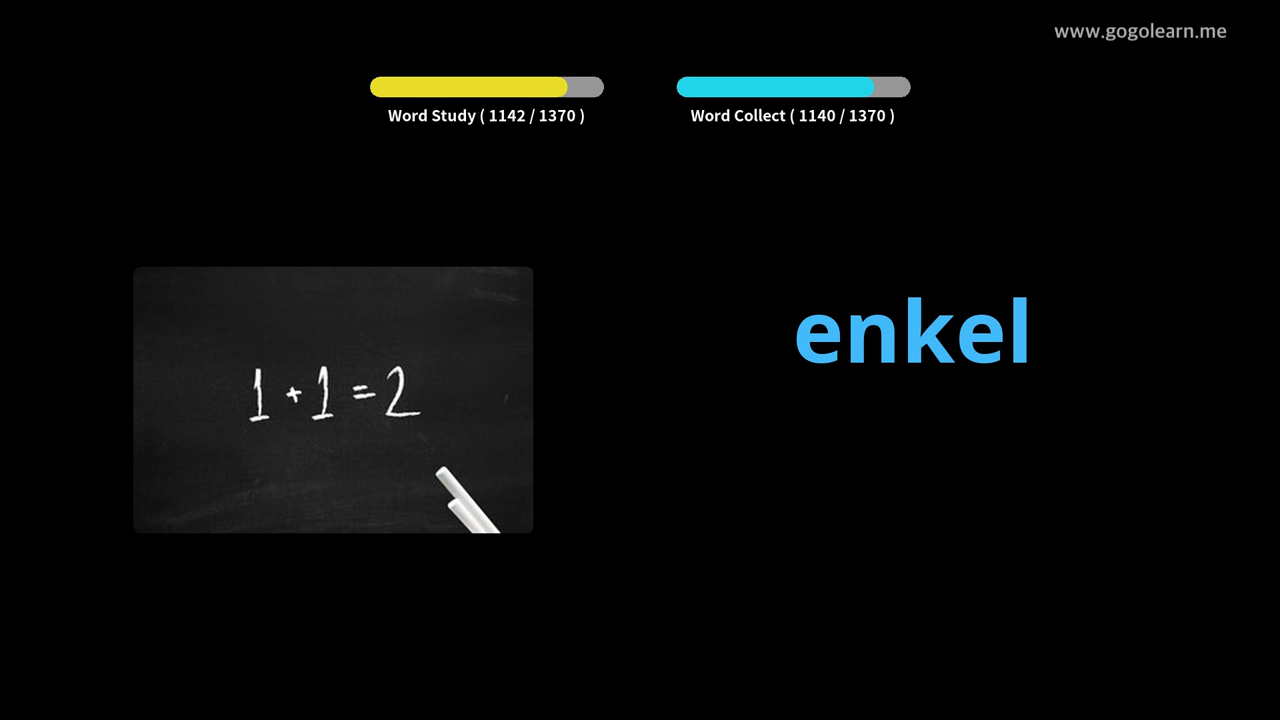 www.gogolearn.me
Word Study ( 1142 / 1370 )
Word Collect ( 1140 / 1370 )
enkel
1 + 1 = 2